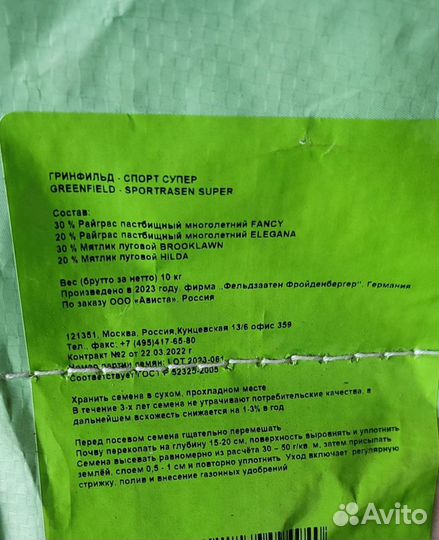 ГРИНФИЛЬД - СПОРТ СУПЕР
GREENFIELD - SPORTRASEN SUPER
Состав:
30 % Райграс пастбищный многолетний FANCY
20 % Райграс пастбищный многолетний ELEGANA
30 % Мятлик луговой BROOKLAWN
20 % Мятлик луговой HILDA
Вес (брутто за нетто) 10 кг
Произведено в 2023 году, фирма „Фельдзаатен Фройденбергер", Германия
По заказу ООО «Ависта», Россия
121351, Москва, Россия,Кунцевская 13/6 офис 359
Тел., факс: +7 (495)417-65-80
Контракт №2 от 22.03.2022 г
Номер партии семян: LOT 2023-061
Соответствует ГОСТ Р 52325-2005
Хранить семена в сухом, прохладном месте
В течение 3-х лет семена не утрачивают потребительские качества, в
дальнейшем всхожесть снижается на 1-3% в год
Перед посевом семена тщательно перемешать
Почву перекопать на глубину 15-20 см, поверхность выровнять и уплотнить
Семена высевать равномерно из расчёта 30 – 50 г/кв. м, затем присыпать
землёй, слоем 0,5 - 1 см и повторно уплотнить. Уход включает регулярную
стрижку, полив и внесение газонных удобрений
Avito